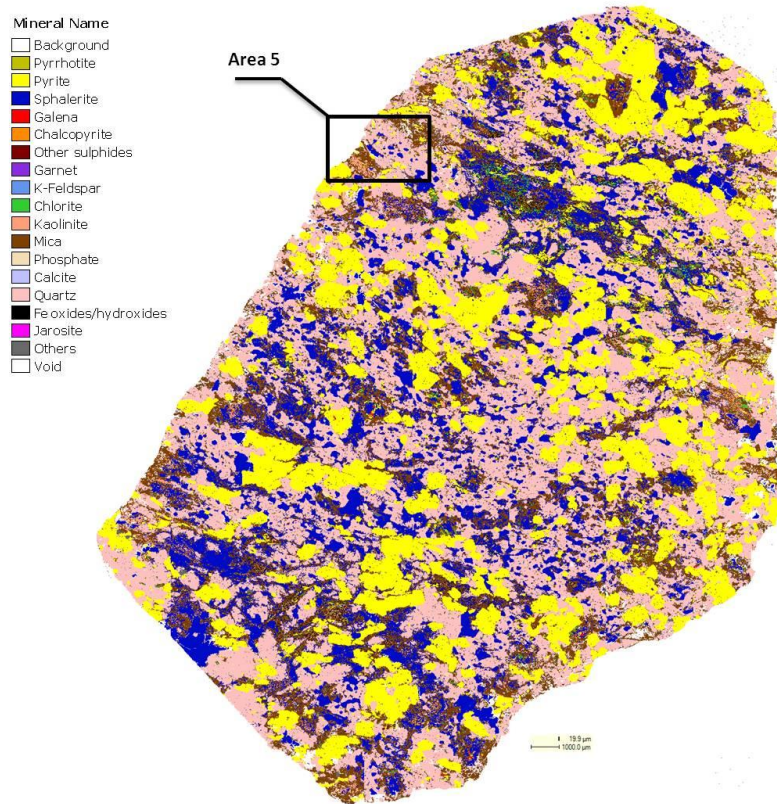 Mineral Name
Background
Pyrrhotite
Pyrite
Sphalerite
Galena
Chalcopyrite
Other sulphides
Garnet
K-Feldspar
Chlorite
Kaolinite
Mica
Phosphate
Calcite
Quartz
Fe oxides/hydroxides
Jarosite
Others
Void
Area 5
19.9 µm
1000.0 µm